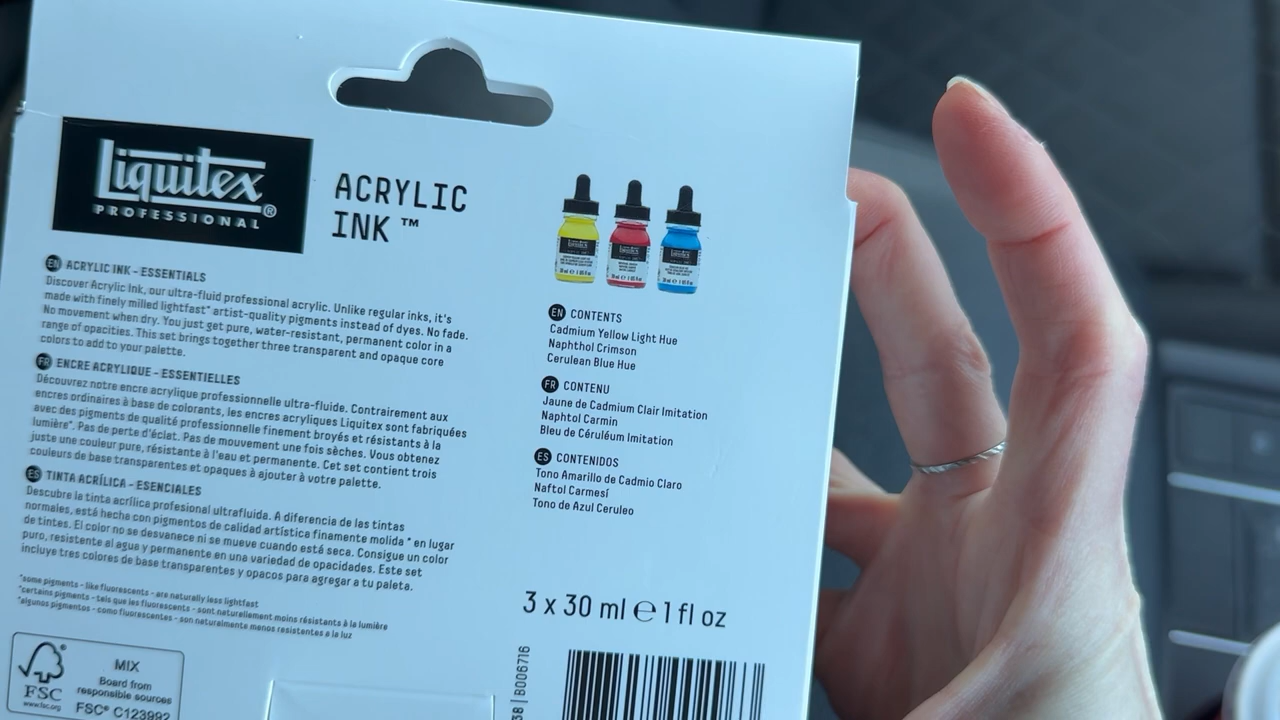 Liquitex®
PROFESSIONAL
ACRYLIC
INK ™
EN ACRYLIC INK - ESSENTIALS
Discover Acrylic Ink, our ultra-fluid professional acrylic. Unlike regular inks, it's
made with finely milled lightfast* artist-quality pigments instead of dyes. No fade.
No movement when dry. You just get pure, water-resistant, permanent color in a
range of opacities. This set brings together three transparent and opaque core
colors to add to your palette.
FR ENCRE ACRYLIQUE - ESSENTIELLES
Découvrez notre encre acrylique professionnelle ultra-fluide. Contrairement aux
encres ordinaires à base de colorants, les encres acryliques Liquitex sont fabriquées
avec des pigments de qualité professionnelle finement broyés et résistants à la
lumière*. Pas de perte d'éclat. Pas de mouvement une fois sèches. Vous obtenez
juste une couleur pure, résistante à l'eau et permanente. Cet set contient trois
couleurs de base transparentes et opaques à ajouter à votre palette.
ES TINTA ACRÍLICA - ESENCIALES
Descubre la tinta acrílica profesional ultrafluida. A diferencia de las tintas
normales, está hecha con pigmentos de calidad artística finamente molida * en lugar
de tintes. El color no se desvanece ni se mueve cuando está seca. Consigue un color
puro, resistente al agua y permanente en una variedad de opacidades. Este set
incluye tres colores de base transparentes y opacos para agregar a tu paleta.
*some pigments - like fluorescents - are naturally less lightfast
*certains pigments - tels que les fluorescents - sont naturellement moins résistants à la lumière
*algunos pigmentos - como fluorescentes - son naturalmente menos resistentes a la luz
FSC
www.fsc.org
MIX
Board from
responsible sources
FSC® C123992
Liquitex
Liquitex
Liquitex
EN CONTENTS
Cadmium Yellow Light Hue
Naphthol Crimson
Cerulean Blue Hue
FR CONTENU
Jaune de Cadmium Clair Imitation
Naphtol Carmin
Bleu de Céruléum Imitation
ES CONTENIDOS
Tono Amarillo de Cadmio Claro
Naftol Carmesí
Tono de Azul Ceruleo
3 x 30 ml ℮ 1 fl oz
38 | B006716